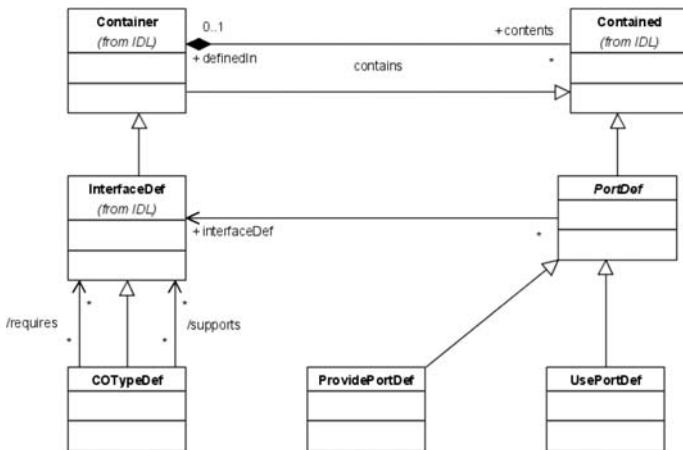 Container
(from IDL)
0..1
+ definedIn
+ contents
*
contains
Contained
(from IDL)
InterfaceDef
(from IDL)
+ interfaceDef
*
PortDef
/requires
*
*
*
*
/supports
COTypeDef
ProvidePortDef
UsePortDef